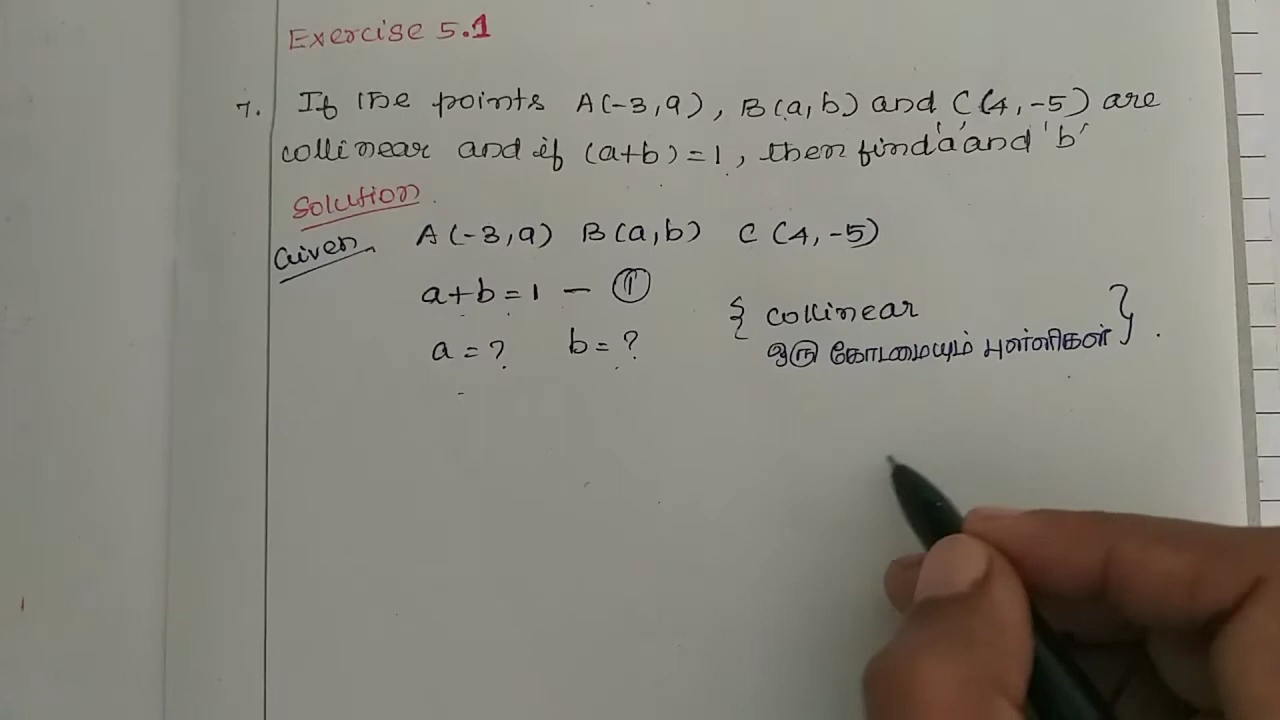 Exercise 5.1
7. If the points A(-3,9), B(a,b) and C(4,-5) are
collinear and if (a+b)=1, then find 'a' and 'b'
Solution.
Given A(-3,9) B(a,b) C(4,-5)
a+b=1 — ①
a=? b=?
{ collinear
ஒரு கோடமையும் புள்ளிகள் } .